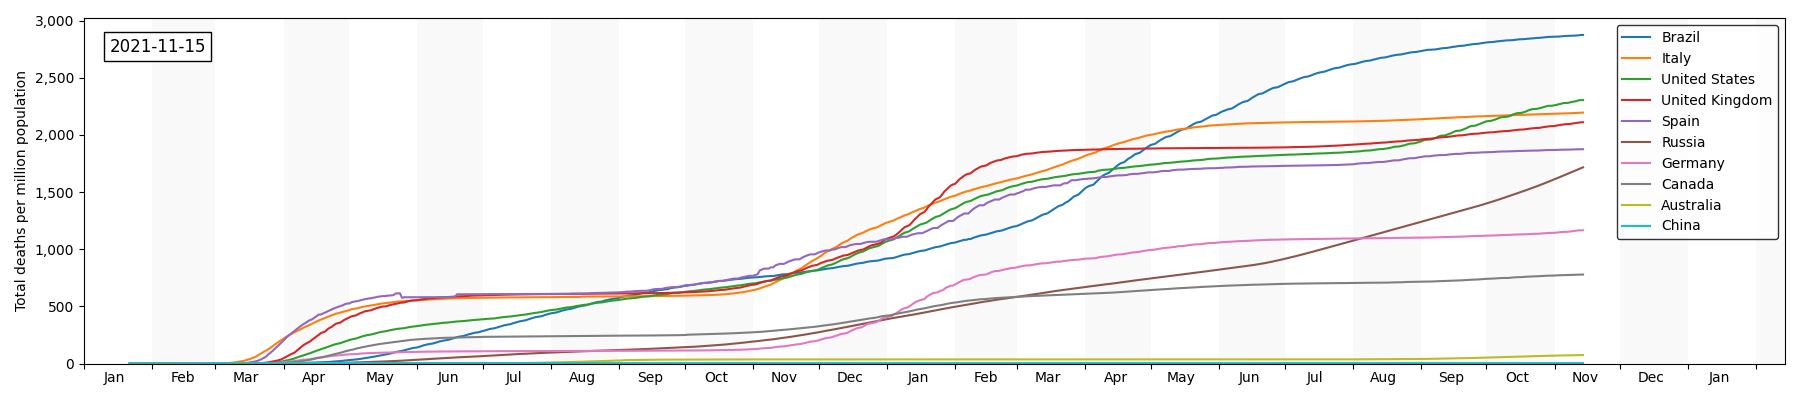 2021-11-15
Total deaths per million population
3,000
2,500
2,000
1,500
1,000
500
0
Jan Feb Mar Apr May Jun Jul Aug Sep Oct Nov Dec Jan Feb Mar Apr May Jun Jul Aug Sep Oct Nov Dec Jan
Brazil
Italy
United States
United Kingdom
Spain
Russia
Germany
Canada
Australia
China